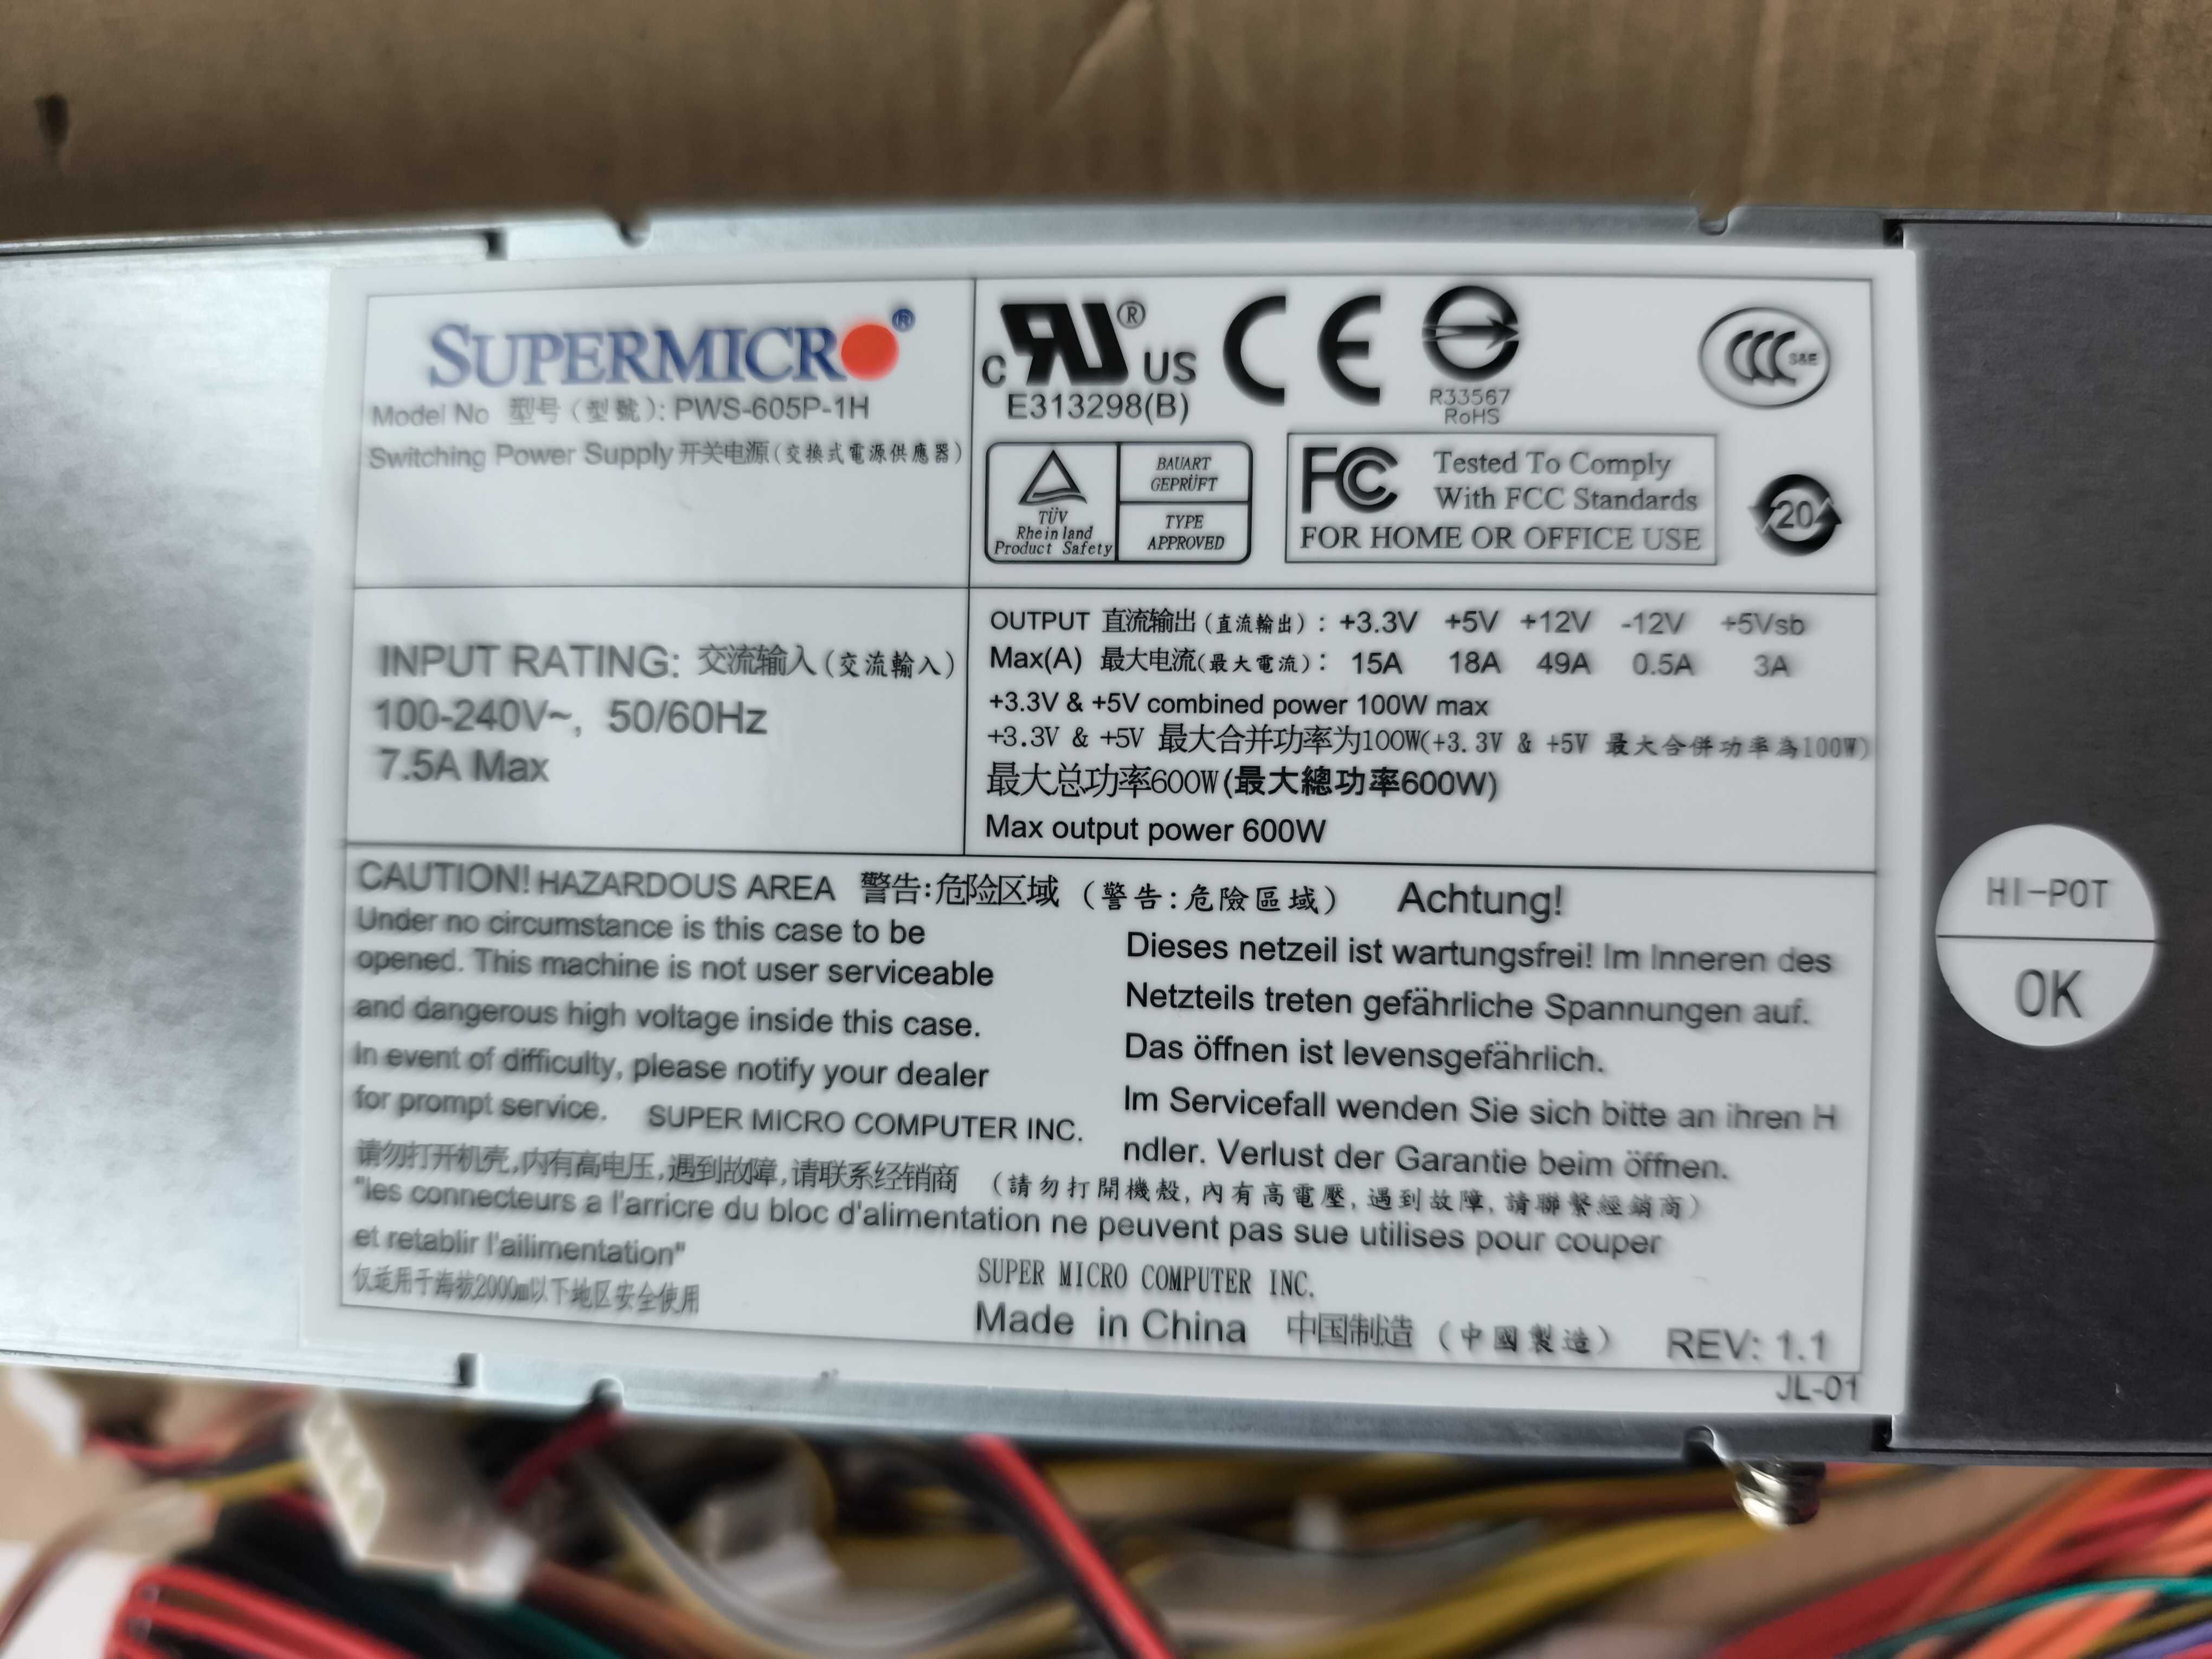 SUPERMICRO®
Model No 型号(型號): PWS-605P-1H
Switching Power Supply 开关电源(交換式電源供應器)
c RU® US
E313298(B)
CE
R33567
RoHS
CCC S&E
TÜV
Rheinland
Product Safety
BAUART
GEPRÜFT
TYPE
APPROVED
FC Tested To Comply
With FCC Standards
FOR HOME OR OFFICE USE
20
INPUT RATING: 交流输入(交流輸入)
100-240V~, 50/60Hz
7.5A Max
OUTPUT 直流输出(直流輸出): +3.3V +5V +12V -12V +5Vsb
Max(A) 最大电流(最大電流): 15A 18A 49A 0.5A 3A
+3.3V & +5V combined power 100W max
+3.3V & +5V 最大合并功率为100W(+3.3V & +5V 最大合併功率為100W)
最大总功率600W(最大總功率600W)
Max output power 600W
CAUTION! HAZARDOUS AREA 警告:危险区域 (警告:危險區域)
Under no circumstance is this case to be
opened. This machine is not user serviceable
and dangerous high voltage inside this case.
In event of difficulty, please notify your dealer
for prompt service. SUPER MICRO COMPUTER INC.
Achtung!
Dieses netzeil ist wartungsfrei! Im Inneren des
Netzteils treten gefährliche Spannungen auf.
Das öffnen ist levensgefährlich.
Im Servicefall wenden Sie sich bitte an ihren H
ndler. Verlust der Garantie beim öffnen.
请勿打开机壳,内有高电压,遇到故障,请联系经销商 (請勿打開機殼,內有高電壓,遇到故障,請聯繫經銷商)
"les connecteurs a l'arricre du bloc d'alimentation ne peuvent pas sue utilises pour couper
et retablir l'ailimentation"
仅适用于海拔2000m以下地区安全使用
SUPER MICRO COMPUTER INC.
Made in China 中国制造 (中國製造) REV: 1.1
JL-01
HI-POT
OK